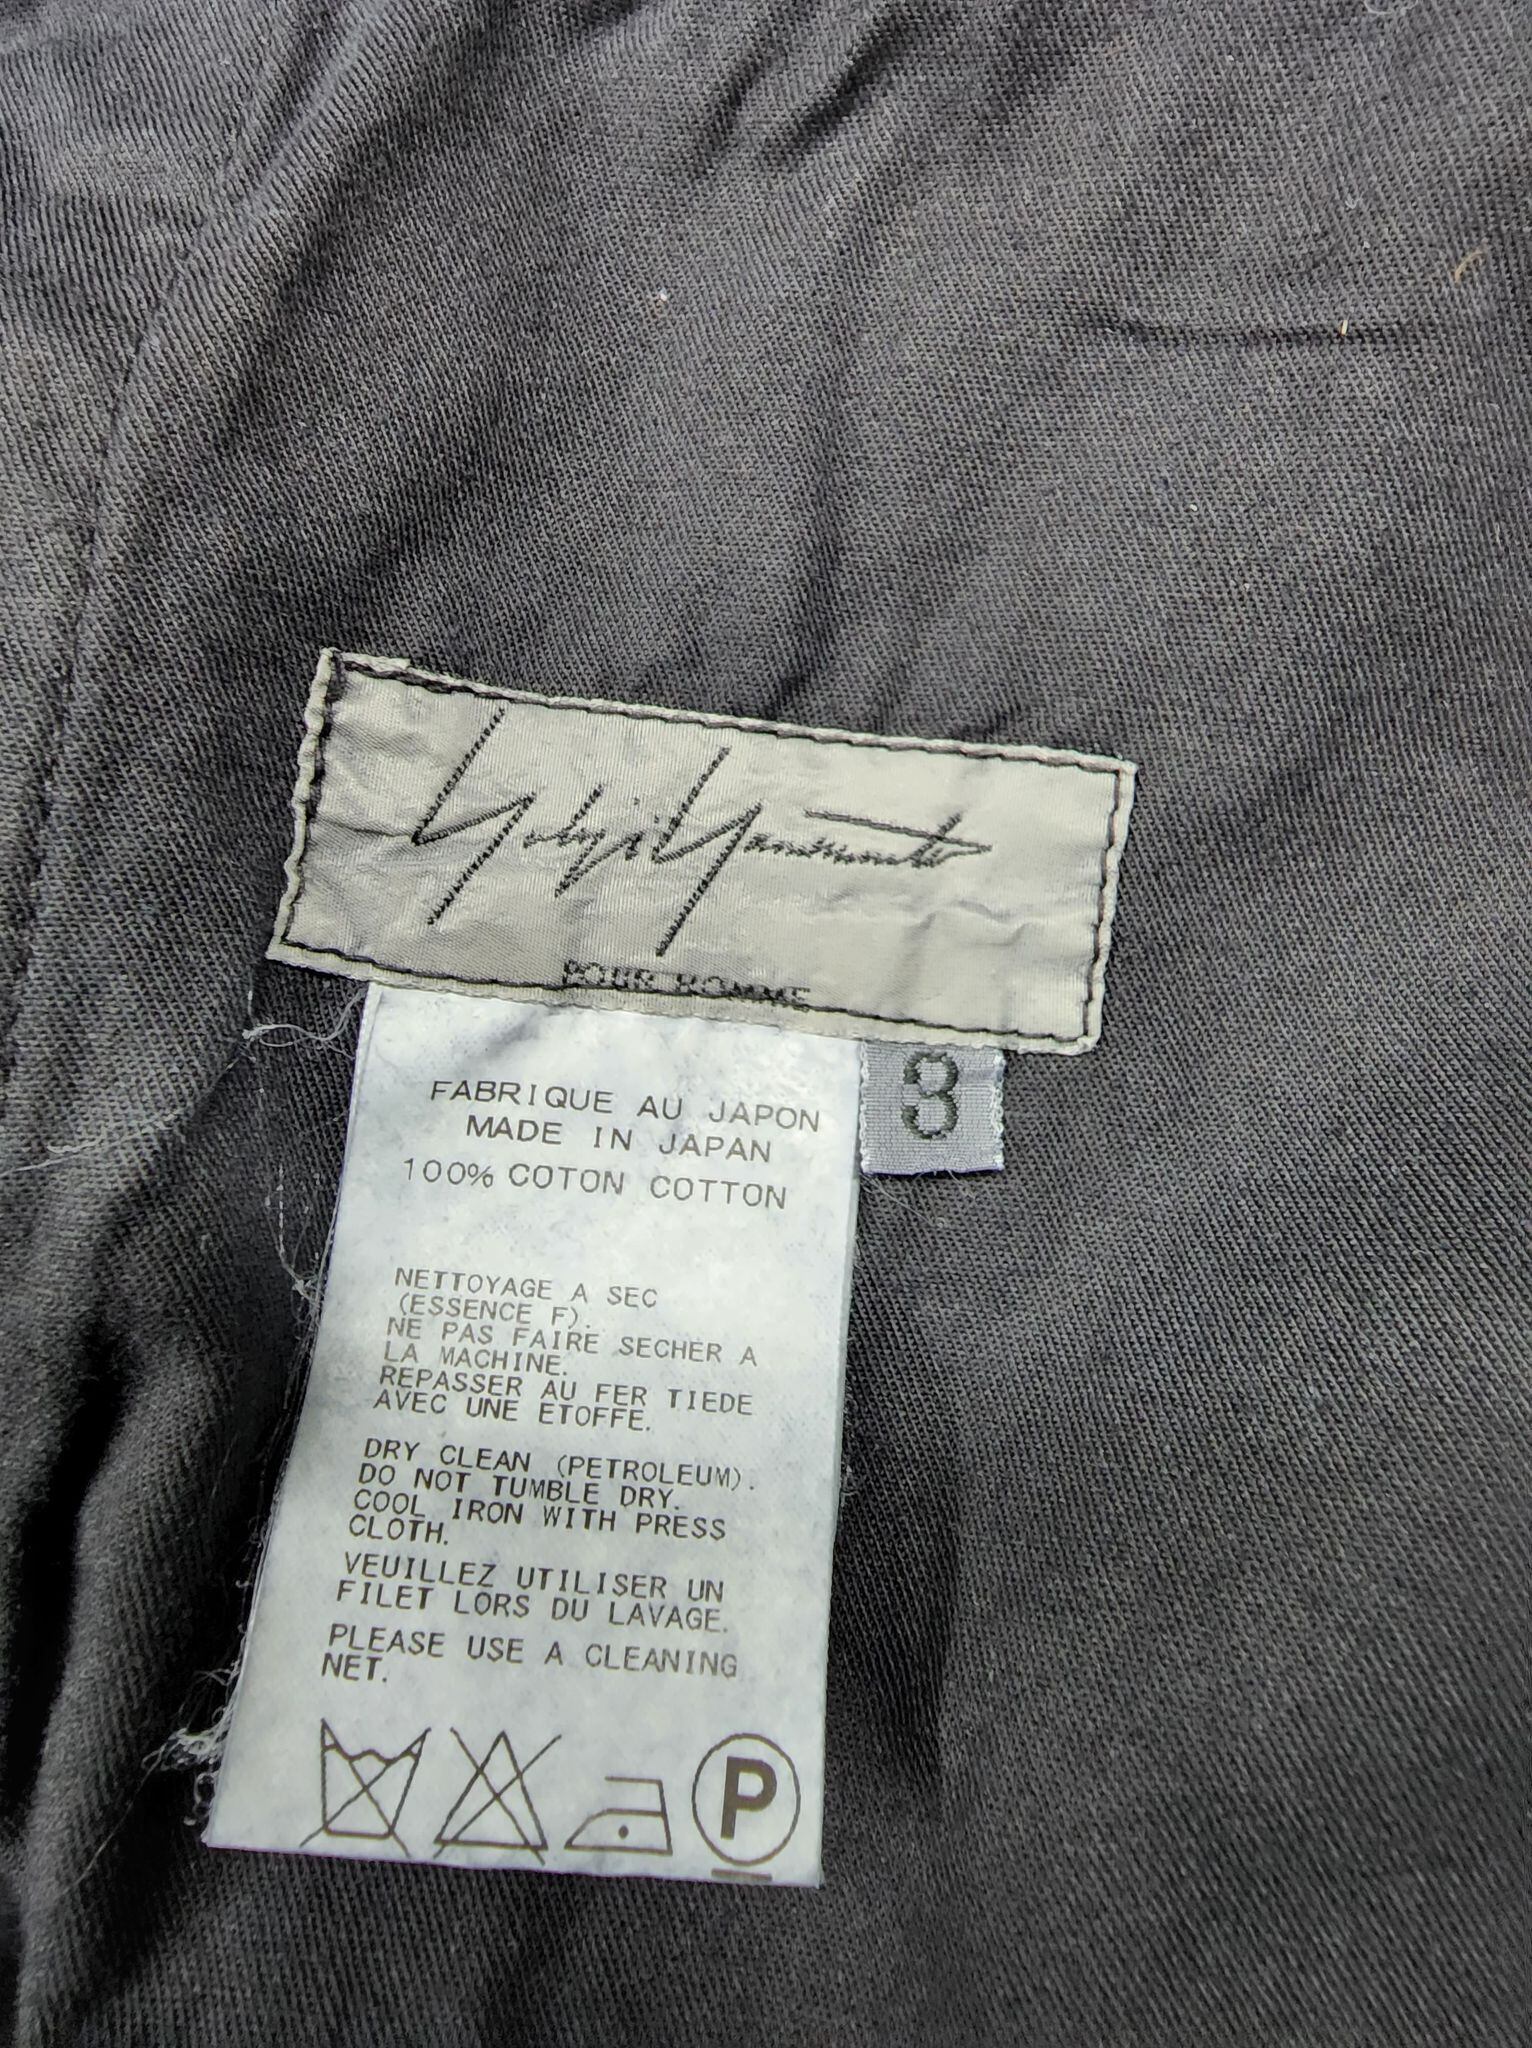 Yohji Yamamoto
POUR HOMME
3
FABRIQUE AU JAPON
MADE IN JAPAN
100% COTON COTTON
NETTOYAGE A SEC
(ESSENCE F).
NE PAS FAIRE SECHER A
LA MACHINE.
REPASSER AU FER TIEDE
AVEC UNE ETOFFE.
DRY CLEAN (PETROLEUM).
DO NOT TUMBLE DRY.
COOL IRON WITH PRESS
CLOTH.
VEUILLEZ UTILISER UN
FILET LORS DU LAVAGE.
PLEASE USE A CLEANING
NET.
P